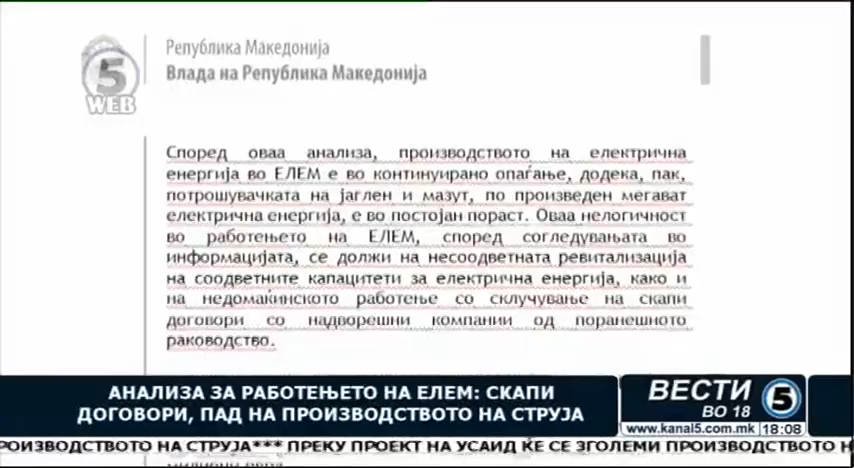 5
WEB
Република Македонија
Влада на Република Македонија
Според оваа анализа, производството на електрична
енергија во ЕЛЕМ е во континуирано опаѓање, додека, пак,
потрошувачката на јаглен и мазут, по произведен мегават
електрична енергија, е во постојан пораст. Оваа нелогичност
во работењето на ЕЛЕМ, според согледувањата во
информацијата, се должи на несоодветната ревитализација
на соодветните капацитети за електрична енергија, како и
на недомаќинското работење со склучување на скапи
договори со надворешни компании од поранешното
раководство.
АНАЛИЗА ЗА РАБОТЕЊЕТО НА ЕЛЕМ: СКАПИ
ДОГОВОРИ, ПАД НА ПРОИЗВОДСТВОТО НА СТРУЈА
ВЕСТИ
ВО 18
5
www.kanal5.com.mk
18:08
РОИЗВОДСТВОТО НА СТРУЈА*** ПРЕКУ ПРОЕКТ НА УСАИД ЌЕ СЕ ЗГОЛЕМИ ПРОИЗВОДСТВОТО Н